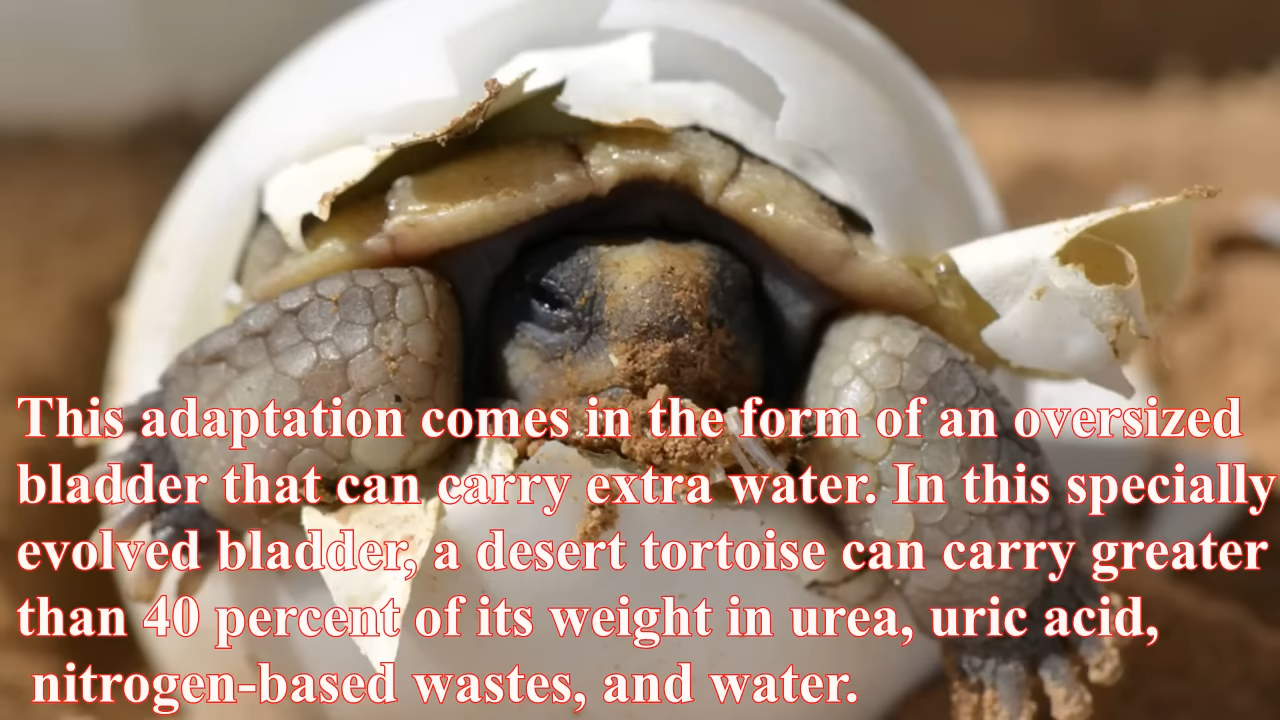 This adaptation comes in the form of an oversized
bladder that can carry extra water. In this specially
evolved bladder, a desert tortoise can carry greater
than 40 percent of its weight in urea, uric acid,
nitrogen-based wastes, and water.